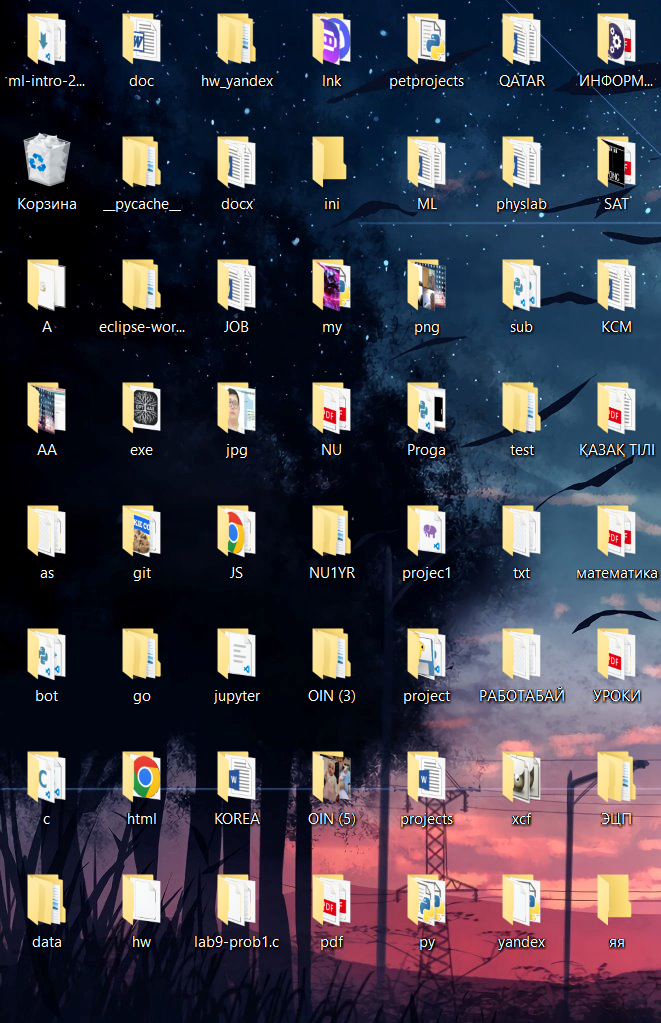 ml-intro-2...
doc
hw_yandex
lnk
petprojects
QATAR
ИНФОРМ...
Корзина
__pycache__
docx
ini
ML
physlab
SAT
A
eclipse-wor...
JOB
my
png
sub
КСМ
AA
exe
jpg
NU
Proga
test
ҚАЗАҚ ТІЛІ
as
git
JS
NU1YR
projec1
txt
математика
bot
go
jupyter
OIN (3)
project
РАБОТАБАЙ
УРОКИ
c
html
KOREA
OIN (5)
projects
xcf
ЭЦП
data
hw
lab9-prob1.c
pdf
py
yandex
яя